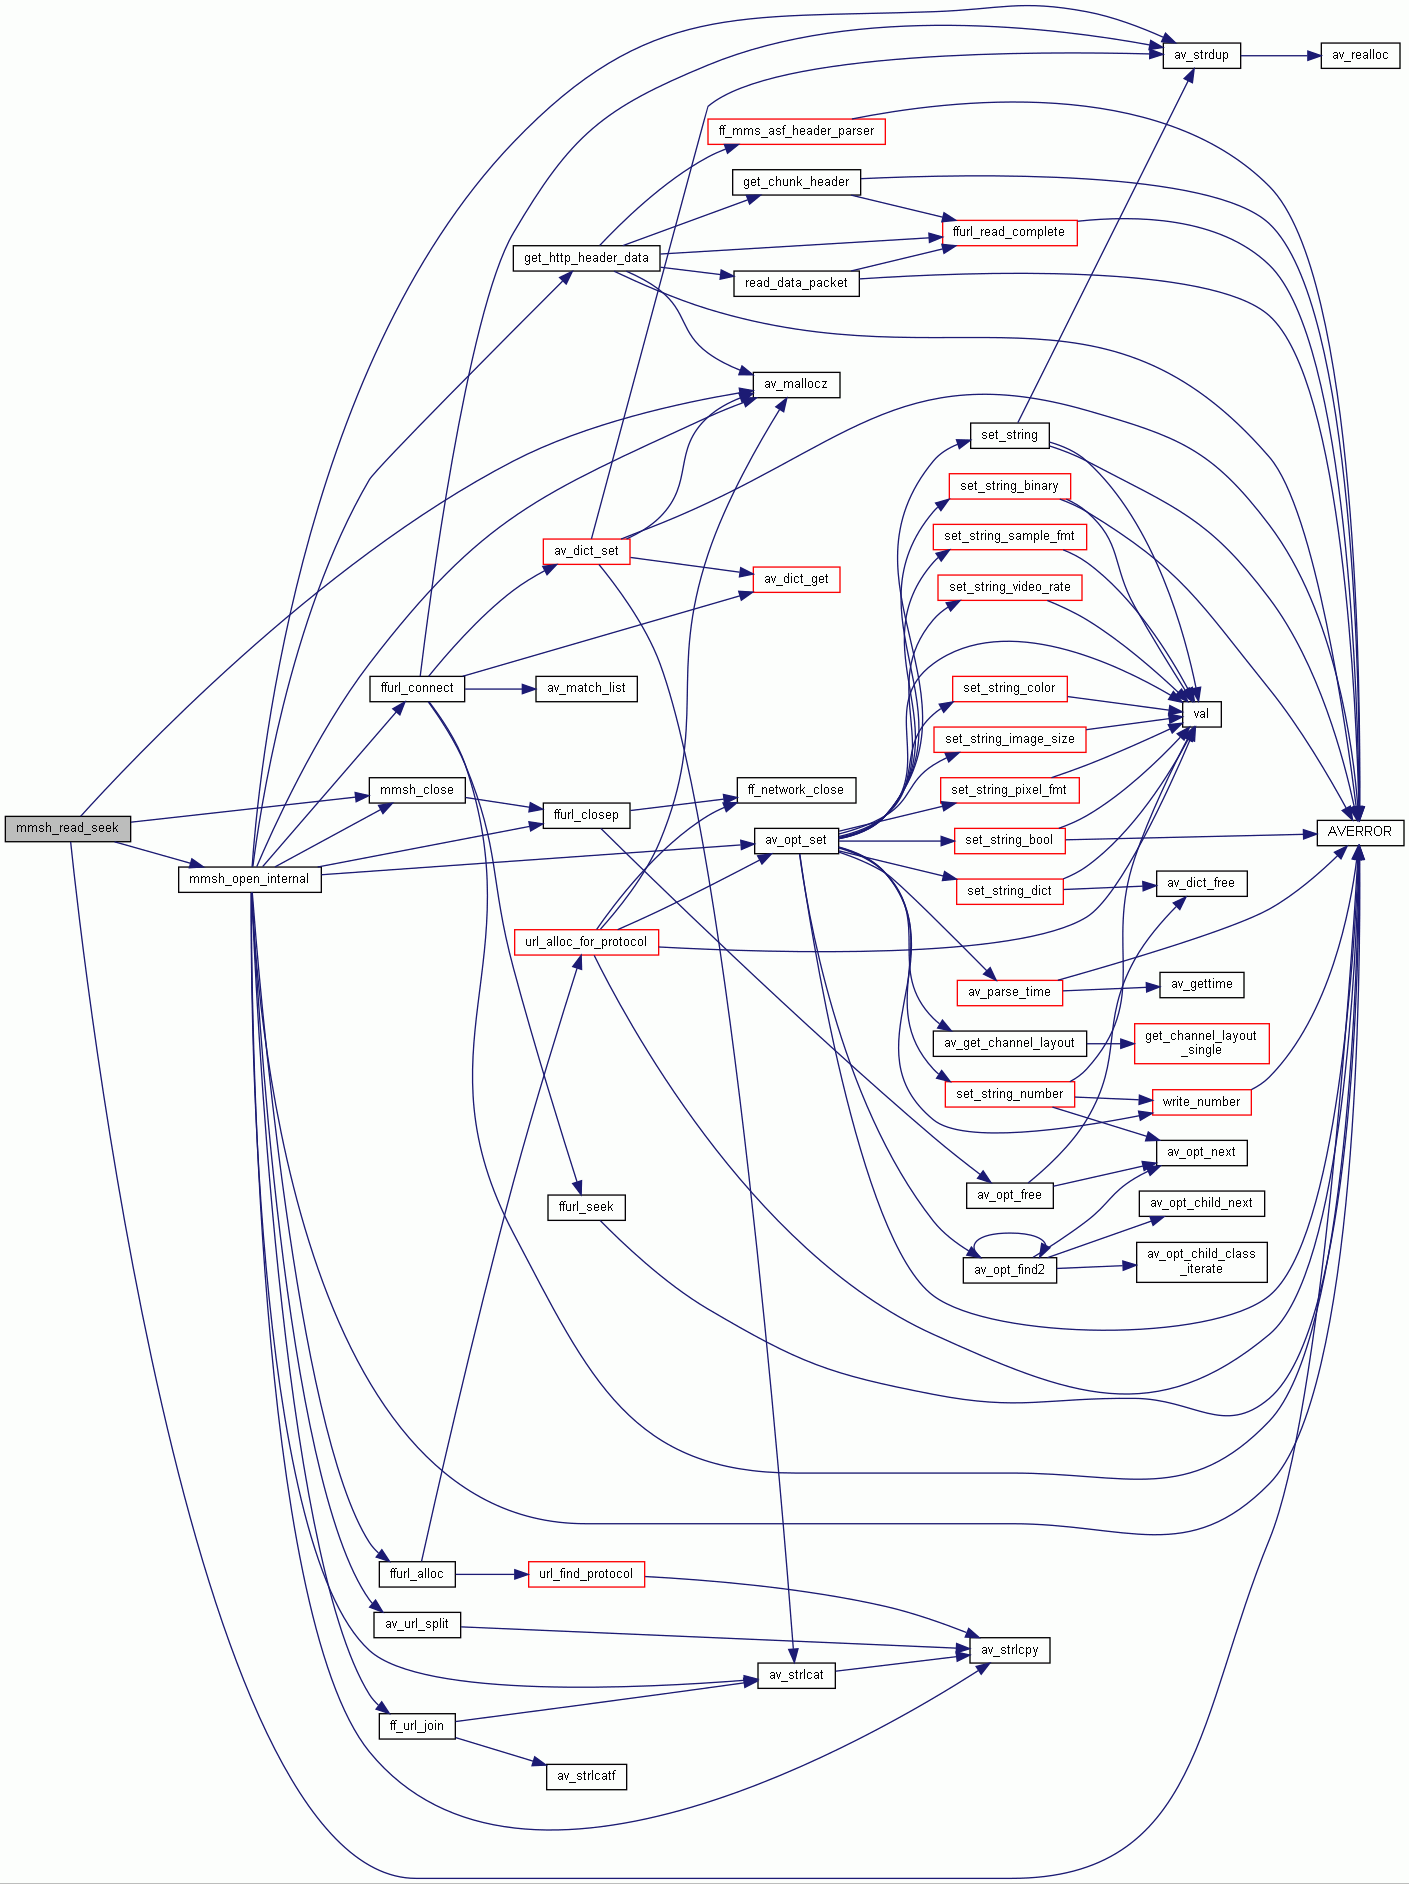 av_strdup
av_realloc
ff_mms_asf_header_parser
get_chunk_header
ffurl_read_complete
get_http_header_data
read_data_packet
av_mallocz
set_string
set_string_binary
set_string_sample_fmt
av_dict_set
av_dict_get
set_string_video_rate
ffurl_connect
av_match_list
set_string_color
val
set_string_image_size
mmsh_close
ff_network_close
set_string_pixel_fmt
ffurl_closep
mmsh_read_seek
av_opt_set
set_string_bool
AVERROR
mmsh_open_internal
set_string_dict
av_dict_free
url_alloc_for_protocol
av_parse_time
av_gettime
av_get_channel_layout
get_channel_layout
_single
set_string_number
write_number
av_opt_next
av_opt_free
ffurl_seek
av_opt_child_next
av_opt_find2
av_opt_child_class
_iterate
ffurl_alloc
url_find_protocol
av_url_split
av_strlcpy
av_strlcat
ff_url_join
av_strlcatf